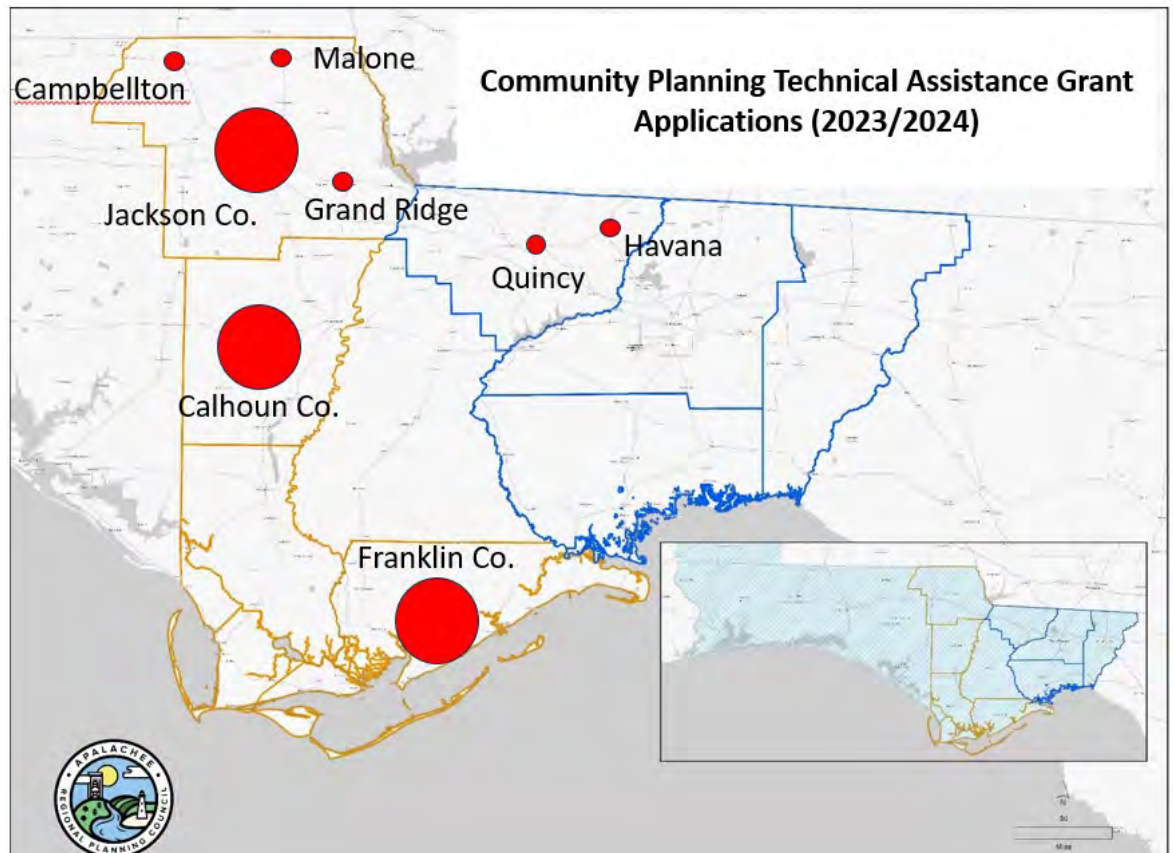 Community Planning Technical Assistance Grant
Applications (2023/2024)
Malone
Campbellton
Jackson Co.
Grand Ridge
Havana
Quincy
Calhoun Co.
Franklin Co.
APALACHEE
REGIONAL PLANNING COUNCIL
N
50
Miles